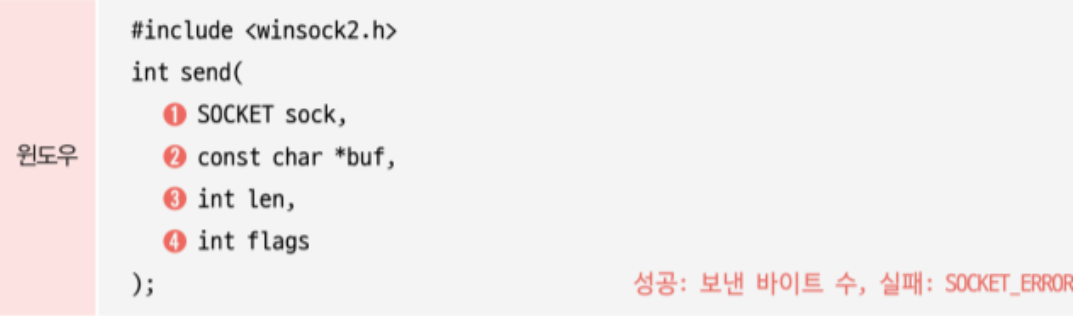 윈도우
#include <winsock2.h>
int send(
❶ SOCKET sock,
❷ const char *buf,
❸ int len,
❹ int flags
);
성공: 보낸 바이트 수, 실패: SOCKET_ERROR